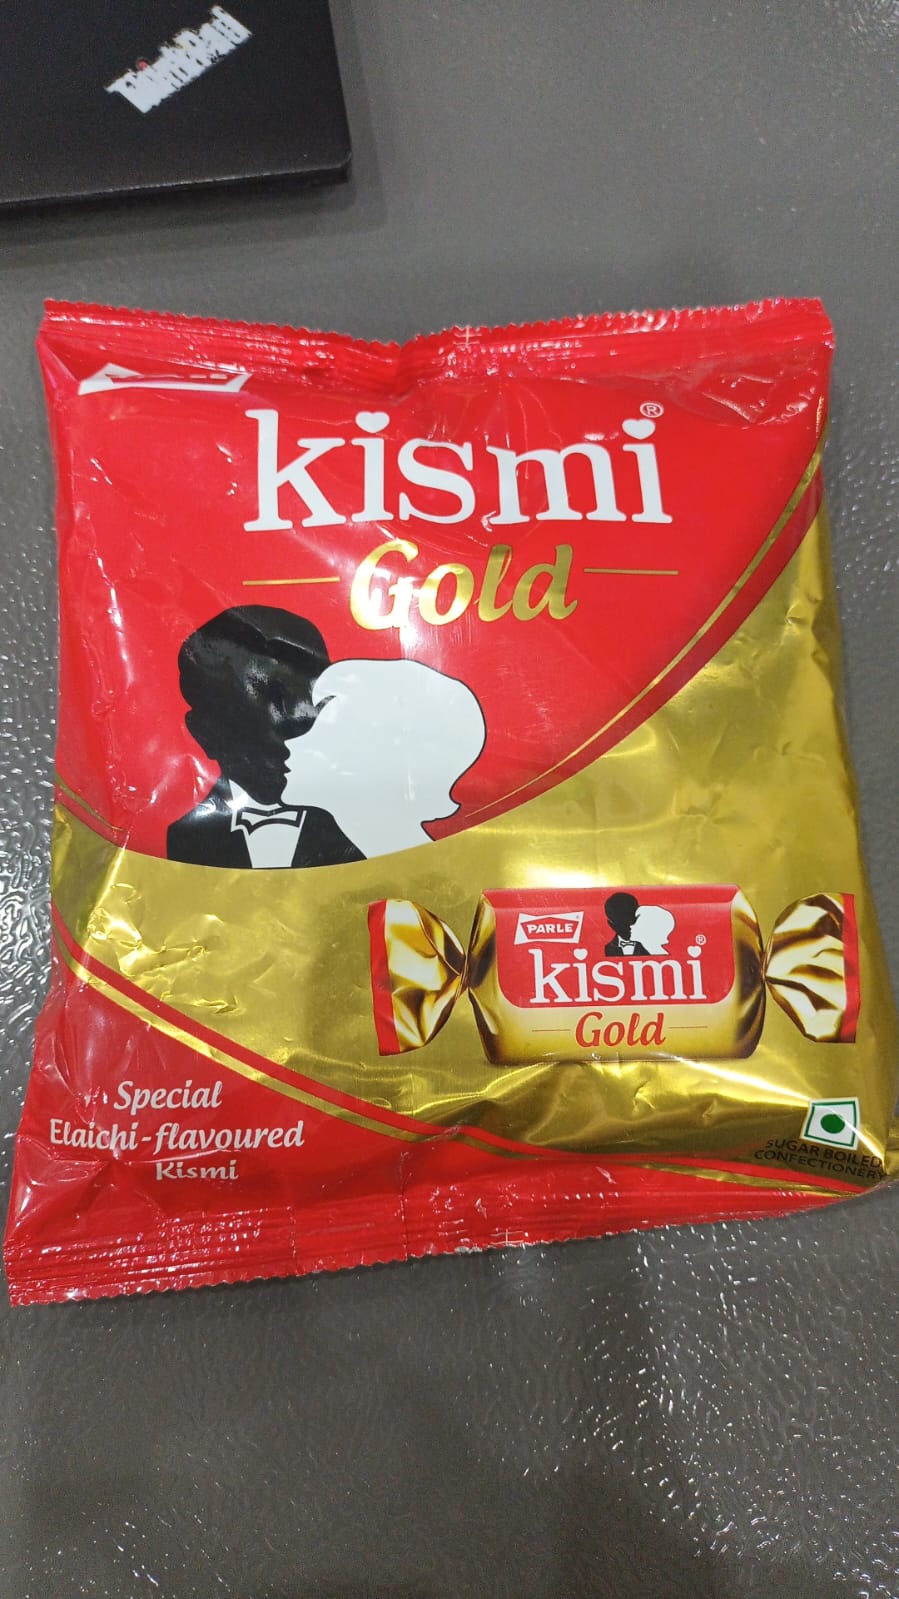 ThinkPad
kismi®
Gold
PARLE
kismi®
Gold
Special
Elaichi-flavoured
Kismi
SUGAR BOILED
CONFECTIONERY